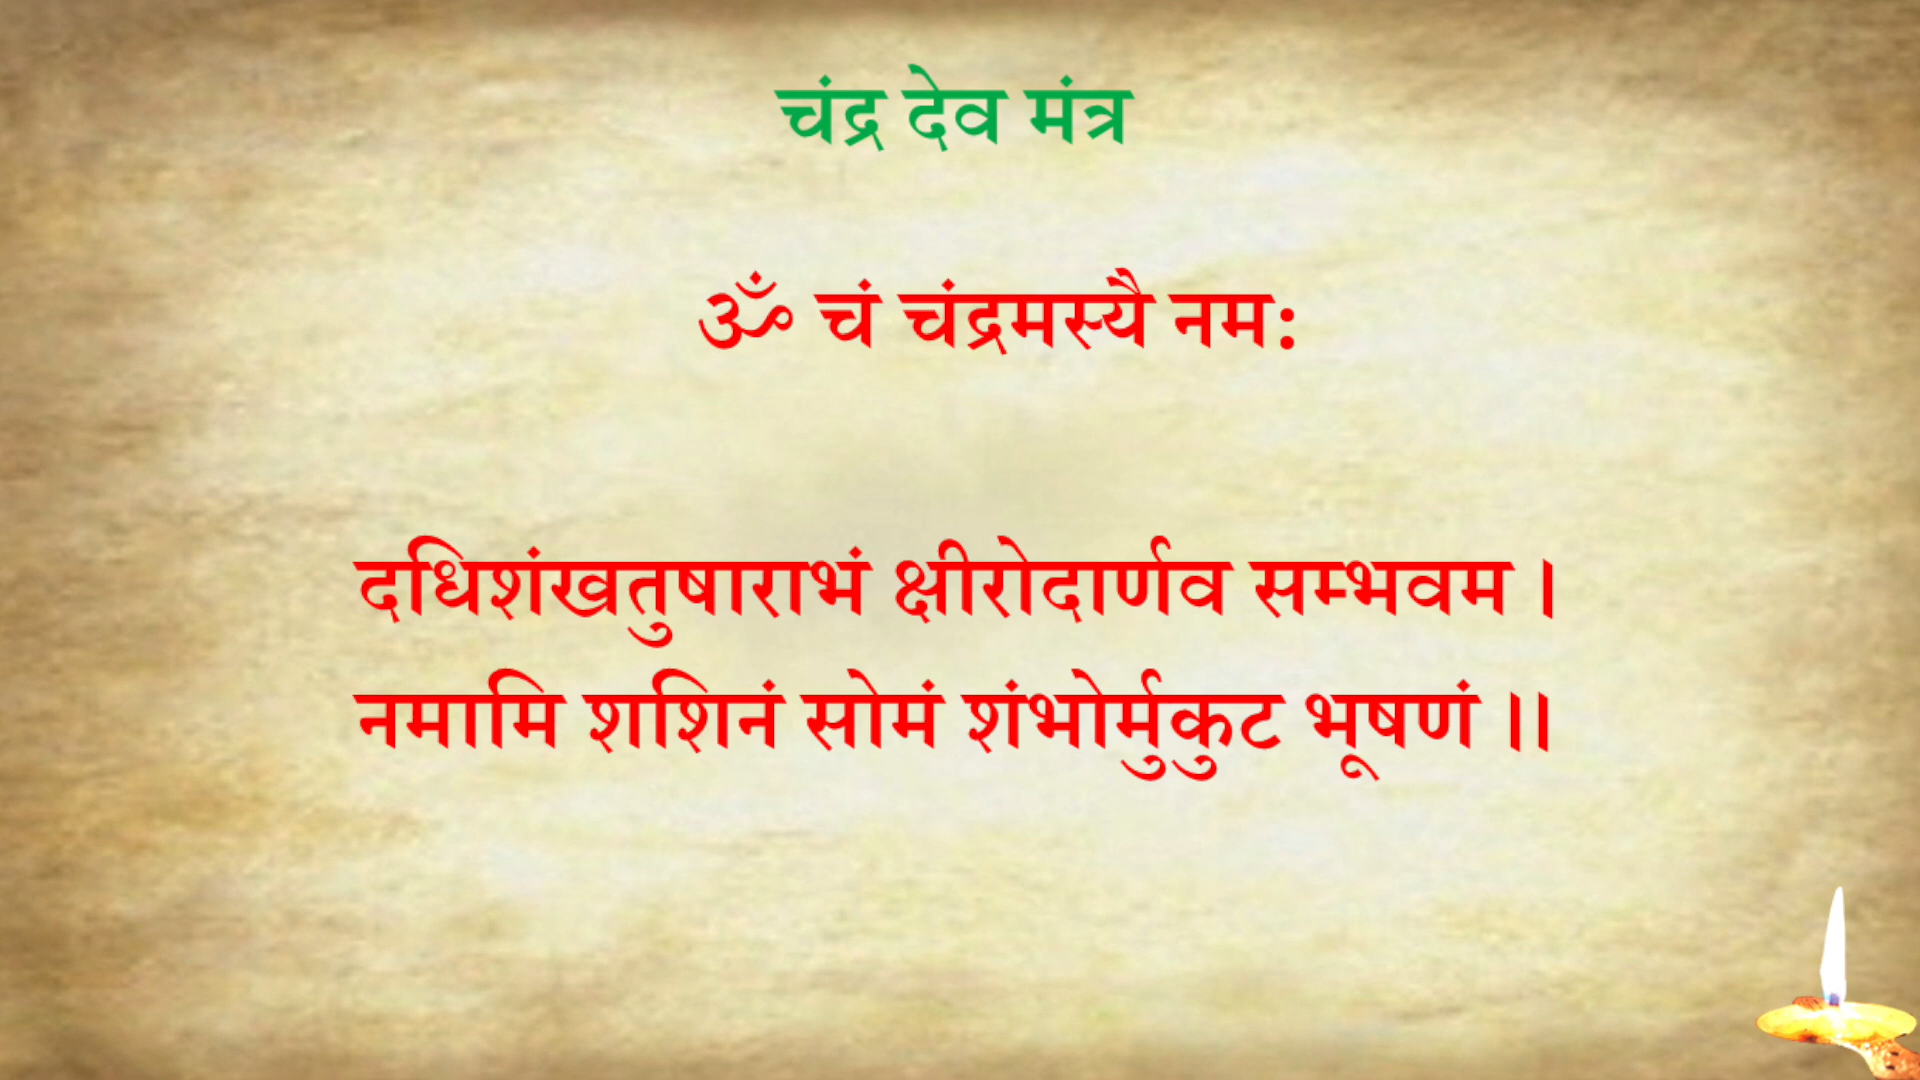 चंद्र देव मंत्र
ॐ चं चंद्रमस्यै नम:
दधिशंखतुषाराभं क्षीरोदार्णव सम्भवम ।
नमामि शशिनं सोमं शंभोर्मुकुट भूषणं ।।